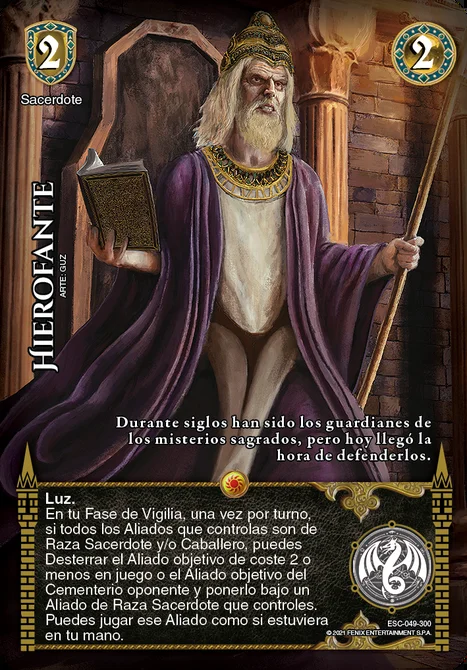 2
2
Sacerdote
HIEROFANTE
ARTE: GUZ
Durante siglos han sido los guardianes de
los misterios sagrados, pero hoy llegó la
hora de defenderlos.
Luz.
En tu Fase de Vigilia, una vez por turno,
si todos los Aliados que controlas son de
Raza Sacerdote y/o Caballero, puedes
Desterrar el Aliado objetivo de coste 2 o
menos en juego o el Aliado objetivo del
Cementerio oponente y ponerlo bajo un
Aliado de Raza Sacerdote que controles.
Puedes jugar ese Aliado como si estuviera
en tu mano.
ESC-049-300
© 2021 FENIX ENTERTAINMENT S.P.A.